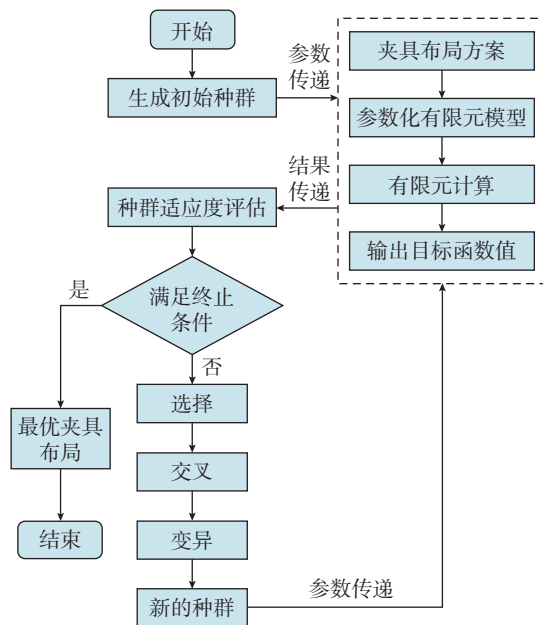 开始
生成初始种群
参数
传递
夹具布局方案
参数化有限元模型
有限元计算
输出目标函数值
结果
传递
种群适应度评估
满足终止
条件
是
否
最优夹具
布局
结束
选择
交叉
变异
新的种群
参数传递